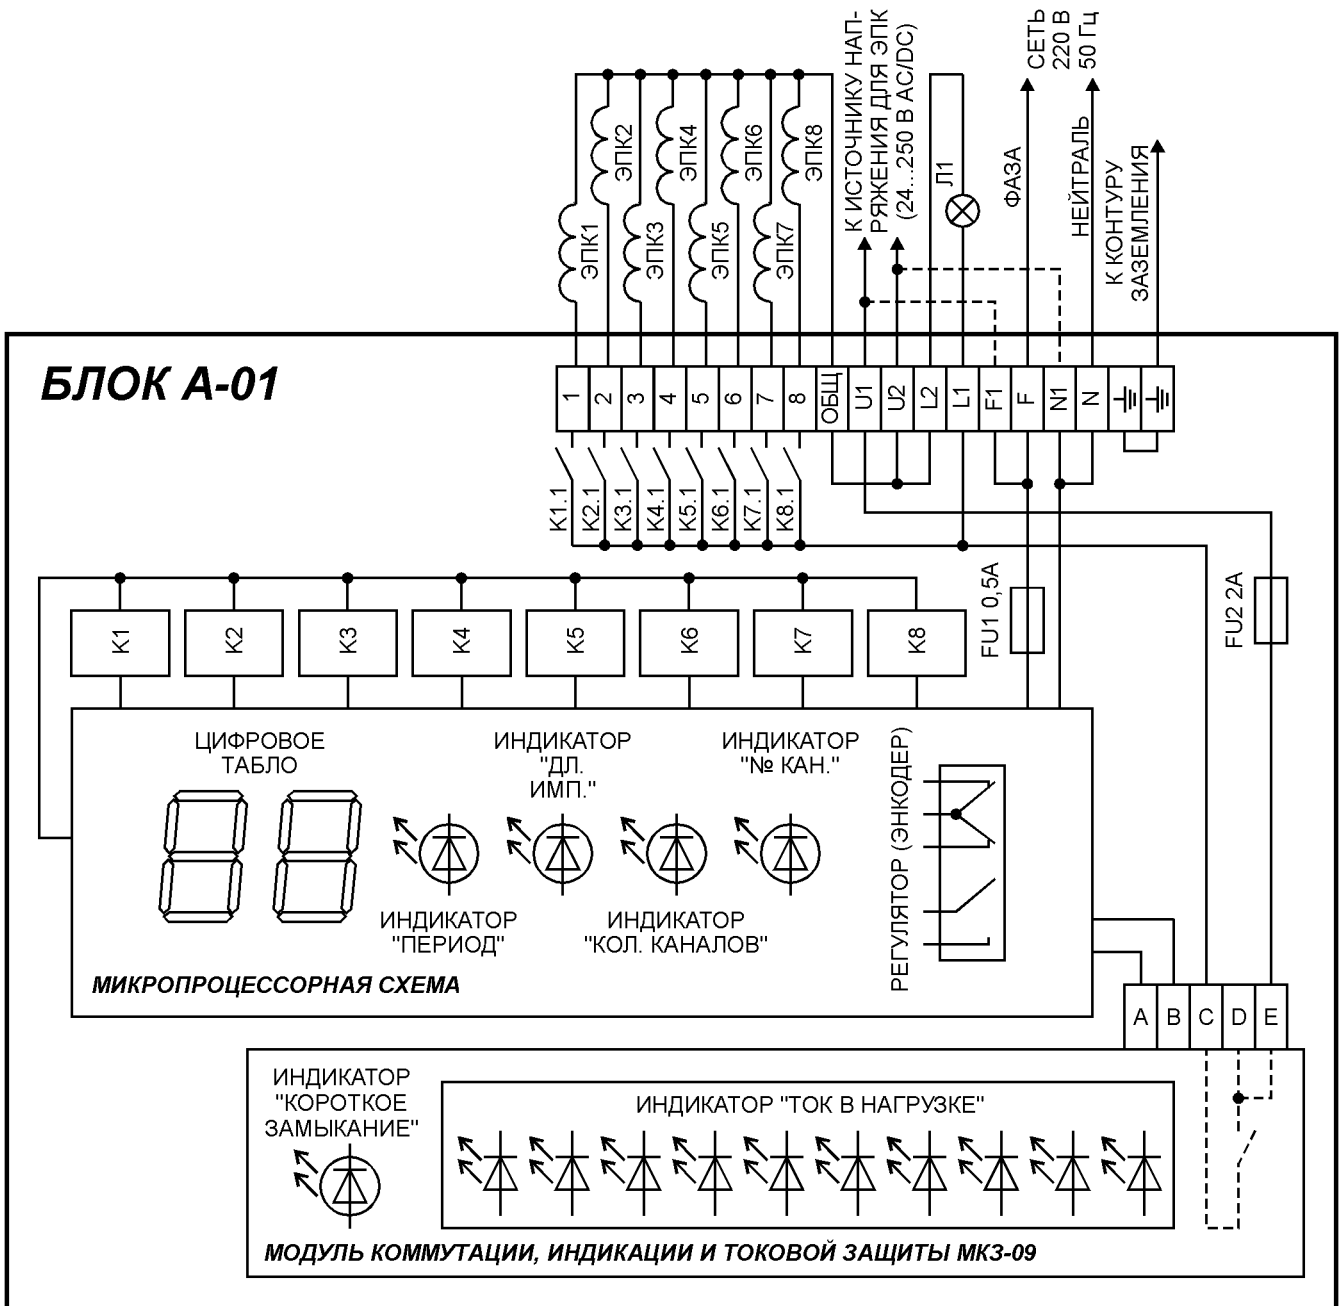 К ИСТОЧНИКУ НАП-
РЯЖЕНИЯ ДЛЯ ЭПК
(24...250 В AC/DC)
СЕТЬ
220 В
50 Гц
ЭПК1
ЭПК2
ЭПК3
ЭПК4
ЭПК5
ЭПК6
ЭПК7
ЭПК8
Л1
ФАЗА
НЕЙТРАЛЬ
К КОНТУРУ
ЗАЗЕМЛЕНИЯ
БЛОК А-01
1 2 3 4 5 6 7 8 ОБЩ U1 U2 L2 L1 F1 F N1 N
K1.1 K2.1 K3.1 K4.1 K5.1 K6.1 K7.1 K8.1
FU1 0,5A
FU2 2A
K1 K2 K3 K4 K5 K6 K7 K8
ЦИФРОВОЕ
ТАБЛО
ИНДИКАТОР
"ДЛ.
ИМП."
ИНДИКАТОР
"№ КАН."
РЕГУЛЯТОР (ЭНКОДЕР)
ИНДИКАТОР
"ПЕРИОД"
ИНДИКАТОР
"КОЛ. КАНАЛОВ"
МИКРОПРОЦЕССОРНАЯ СХЕМА
A B C D E
ИНДИКАТОР
"КОРОТКОЕ
ЗАМЫКАНИЕ"
ИНДИКАТОР "ТОК В НАГРУЗКЕ"
МОДУЛЬ КОММУТАЦИИ, ИНДИКАЦИИ И ТОКОВОЙ ЗАЩИТЫ МКЗ-09